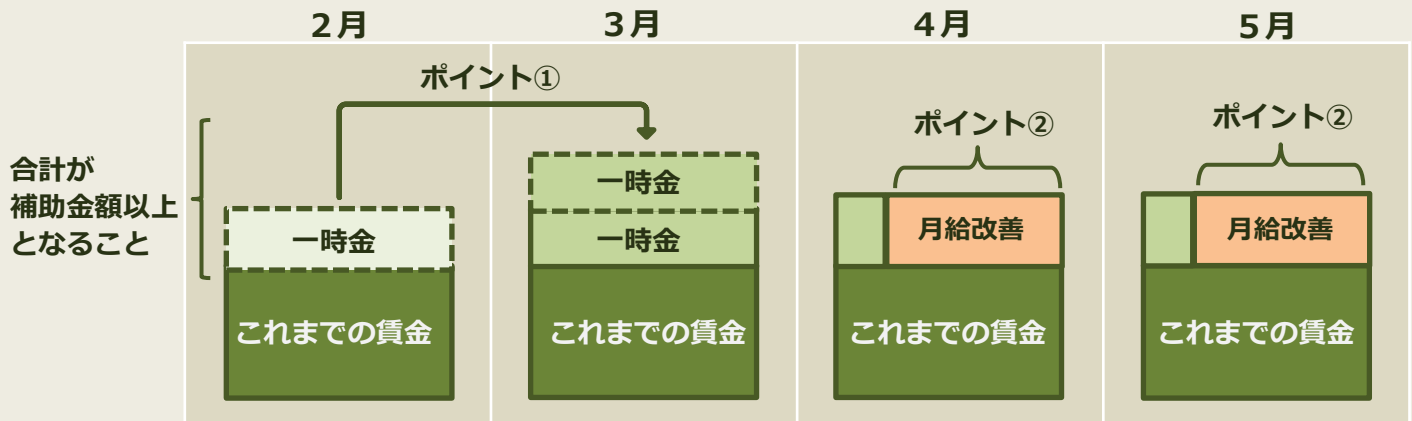 ２月
３月
４月
５月
ポイント①
ポイント②
ポイント②
合計が
補助金額以上
となること
一時金
一時金
一時金
月給改善
月給改善
これまでの賃金
これまでの賃金
これまでの賃金
これまでの賃金